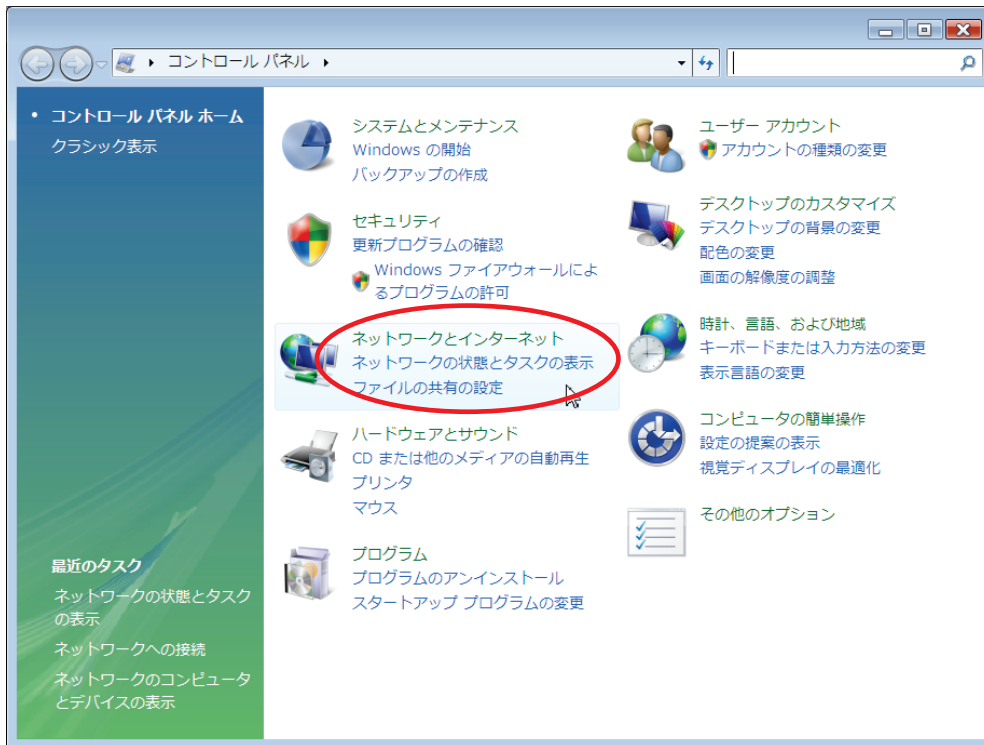 コントロール パネル
コントロール パネル ホーム
クラシック表示
システムとメンテナンス
Windows の開始
バックアップの作成
セキュリティ
更新プログラムの確認
Windows ファイアウォールによ
るプログラムの許可
ネットワークとインターネット
ネットワークの状態とタスクの表示
ファイルの共有の設定
ハードウェアとサウンド
CD または他のメディアの自動再生
プリンタ
マウス
プログラム
プログラムのアンインストール
スタートアップ プログラムの変更
ユーザー アカウント
アカウントの種類の変更
デスクトップのカスタマイズ
デスクトップの背景の変更
配色の変更
画面の解像度の調整
時計、言語、および地域
キーボードまたは入力方法の変更
表示言語の変更
コンピュータの簡単操作
設定の提案の表示
視覚ディスプレイの最適化
その他のオプション
最近のタスク
ネットワークの状態とタスク
の表示
ネットワークへの接続
ネットワークのコンピュータ
とデバイスの表示